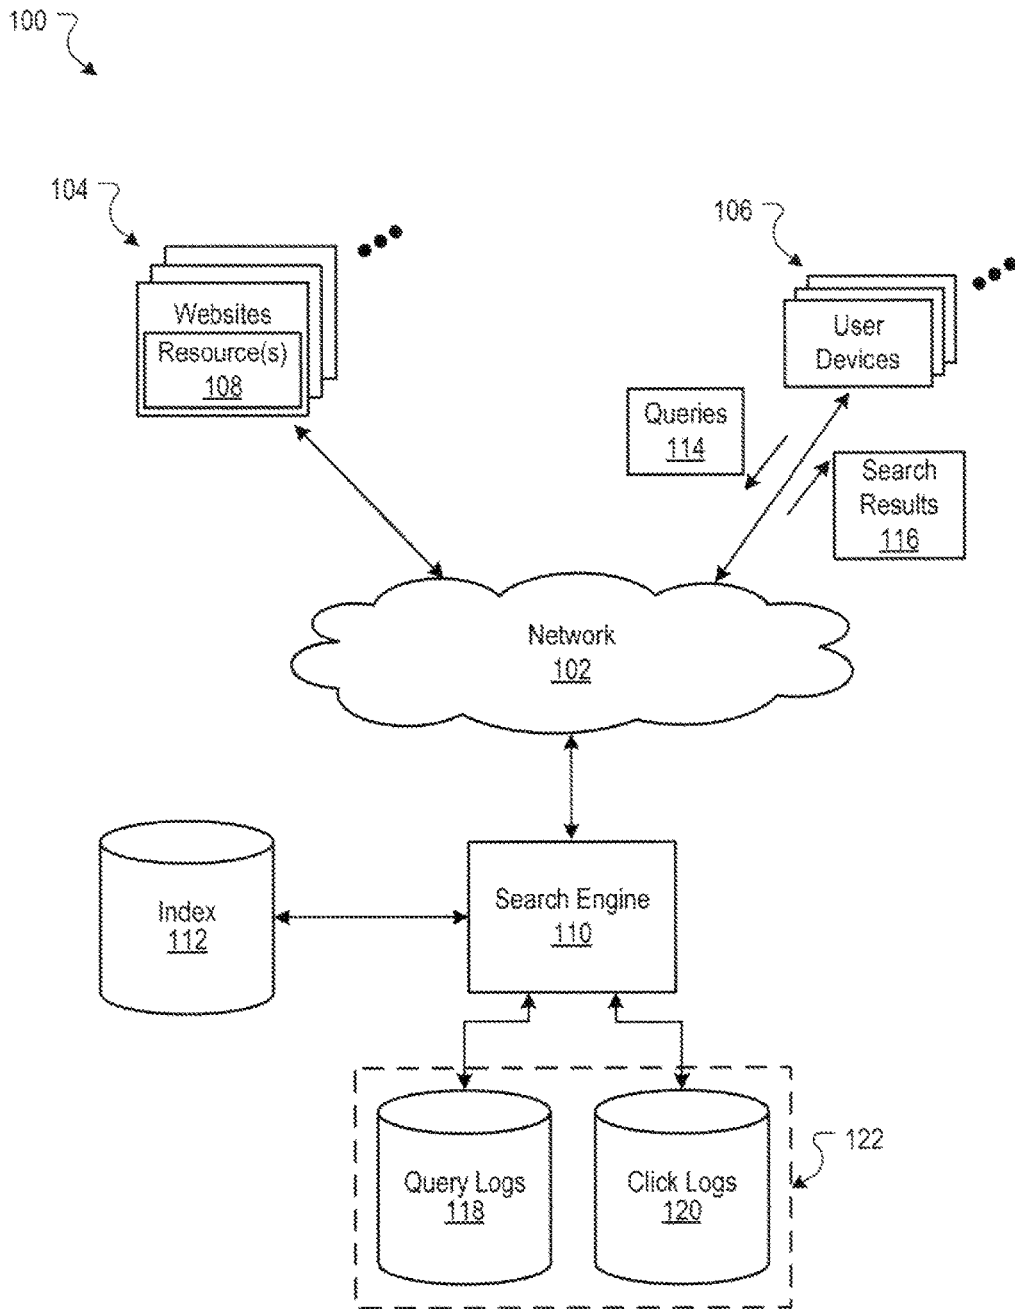 100
104
106
Websites
Resource(s)
108
User
Devices
Queries
114
Search
Results
116
Network
102
Index
112
Search Engine
110
Query Logs
118
Click Logs
120
122